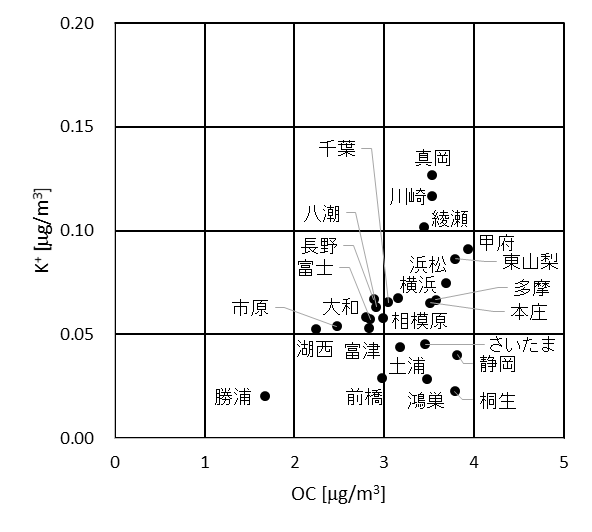 0.20
0.15
0.10
0.05
0.00
K⁺ [μg/m³]
千葉
真岡
川崎
八潮
綾瀬
長野
甲府
浜松
東山梨
富士
横浜
多摩
市原
大和
相模原
本庄
湖西
富津
さいたま
土浦
静岡
勝浦
前橋
鴻巣
桐生
0 1 2 3 4 5
OC [μg/m³]